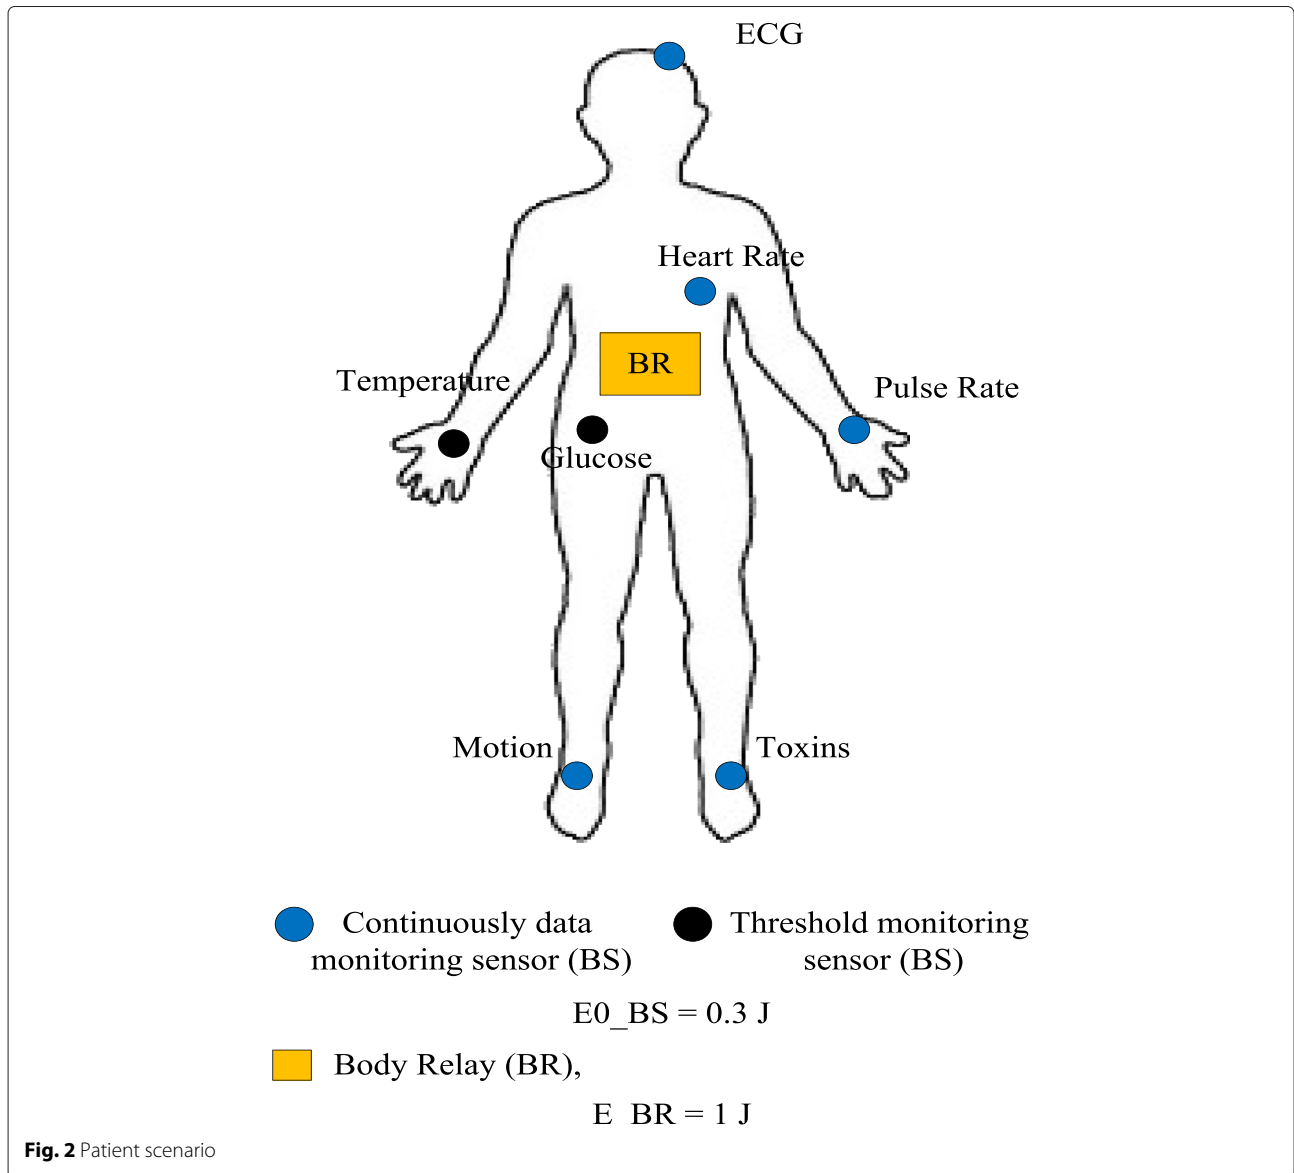 ECG
Heart Rate
BR
Temperature
Pulse Rate
Glucose
Motion
Toxins
Continuously data
monitoring sensor (BS)
Threshold monitoring
sensor (BS)
E0_BS = 0.3 J
Body Relay (BR),
E BR = 1 J
Fig. 2 Patient scenario